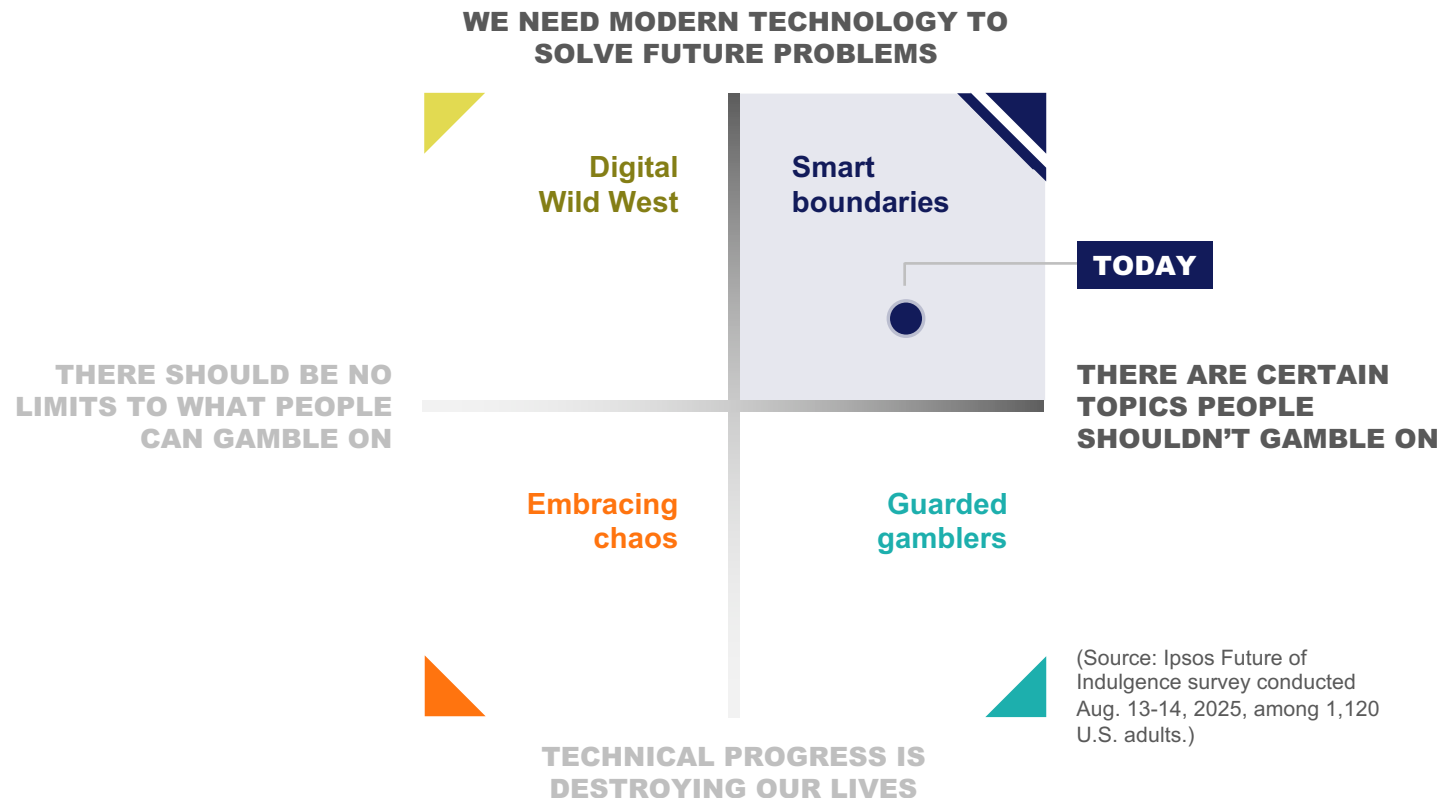 WE NEED MODERN TECHNOLOGY TO
SOLVE FUTURE PROBLEMS
Digital
Wild West
Smart
boundaries
TODAY
THERE SHOULD BE NO
LIMITS TO WHAT PEOPLE
CAN GAMBLE ON
THERE ARE CERTAIN
TOPICS PEOPLE
SHOULDN’T GAMBLE ON
Embracing
chaos
Guarded
gamblers
(Source: Ipsos Future of
Indulgence survey conducted
Aug. 13-14, 2025, among 1,120
U.S. adults.)
TECHNICAL PROGRESS IS
DESTROYING OUR LIVES